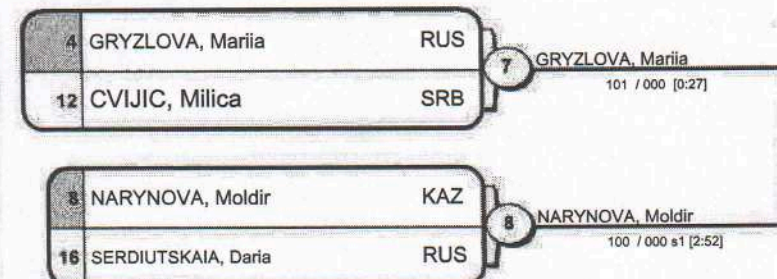 4 GRYZLOVA, Mariia RUS
7 GRYZLOVA, Mariia
101 / 000 [0:27]
12 CVIJIC, Milica SRB
8 NARYNOVA, Moldir KAZ
8 NARYNOVA, Moldir
100 / 000 s1 [2:52]
16 SERDIUTSKAIA, Daria RUS